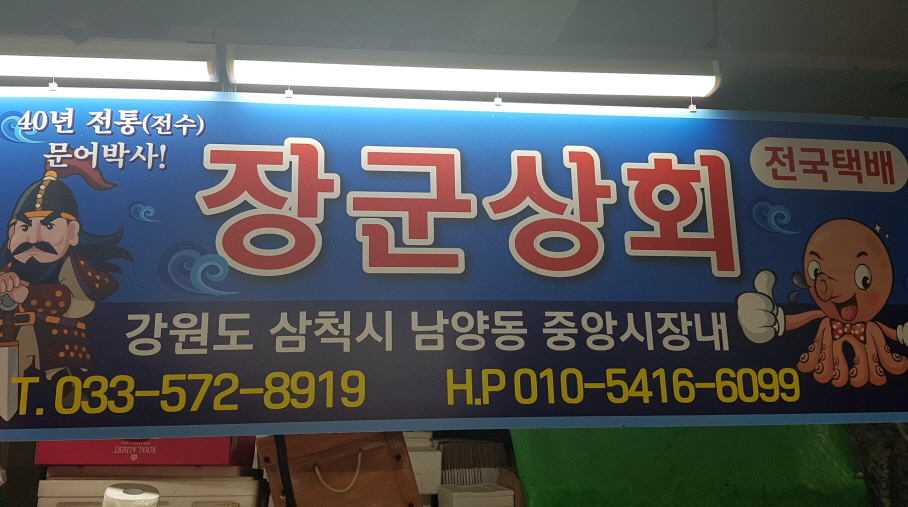 40년 전통(전수)
문어박사!
장군상회
전국택배
강원도 삼척시 남양동 중앙시장내
T. 033-572-8919 H.P 010-5416-6099
ROYAL ALBERT